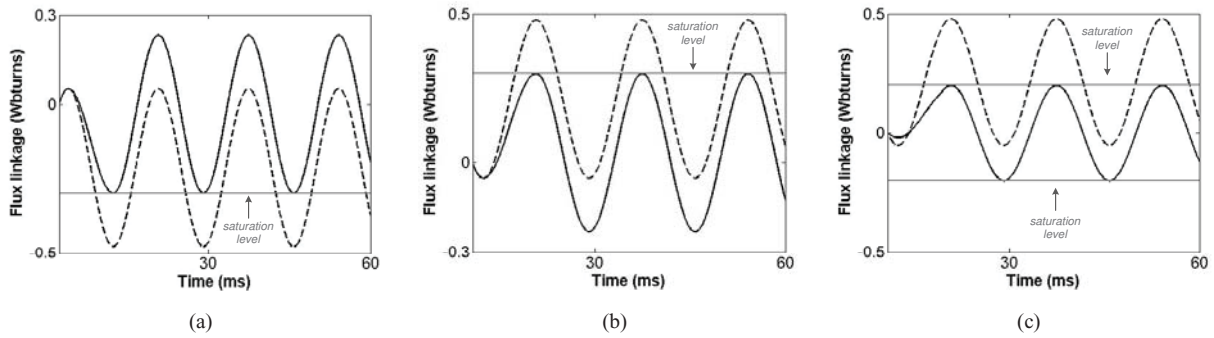 Flux linkage (Wbturns)
0.3
0
-0.5
saturation
level
30
60
Time (ms)
(a)
Flux linkage (Wbturns)
0.5
0
-0.3
saturation
level
30
60
Time (ms)
(b)
Flux linkage (Wbturns)
0.5
0
-0.5
saturation
level
saturation
level
30
60
Time (ms)
(c)